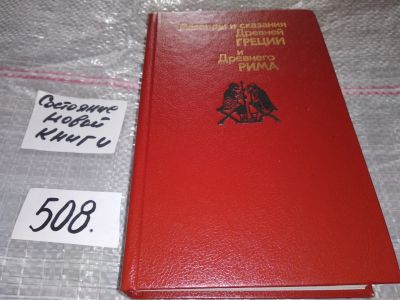 Легенды и сказания
Древней
ГРЕЦИИ
и
Древнего
РИМА
Состояние
новой
книги
508.